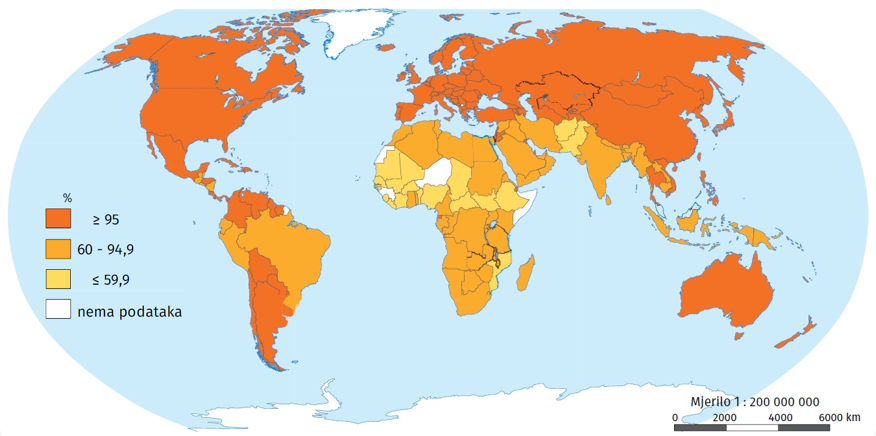 %
≥ 95
60 - 94,9
≤ 59,9
nema podataka
Mjerilo 1 : 200 000 000
0 2000 4000 6000 km